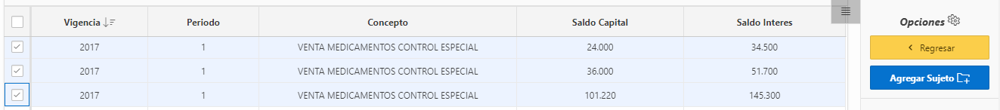 Vigencia Periodo Concepto Saldo Capital Saldo Interes
2017 1 VENTA MEDICAMENTOS CONTROL ESPECIAL 24.000 34.500
2017 1 VENTA MEDICAMENTOS CONTROL ESPECIAL 36.000 51.700
2017 1 VENTA MEDICAMENTOS CONTROL ESPECIAL 101.220 145.300
Opciones
Regresar
Agregar Sujeto